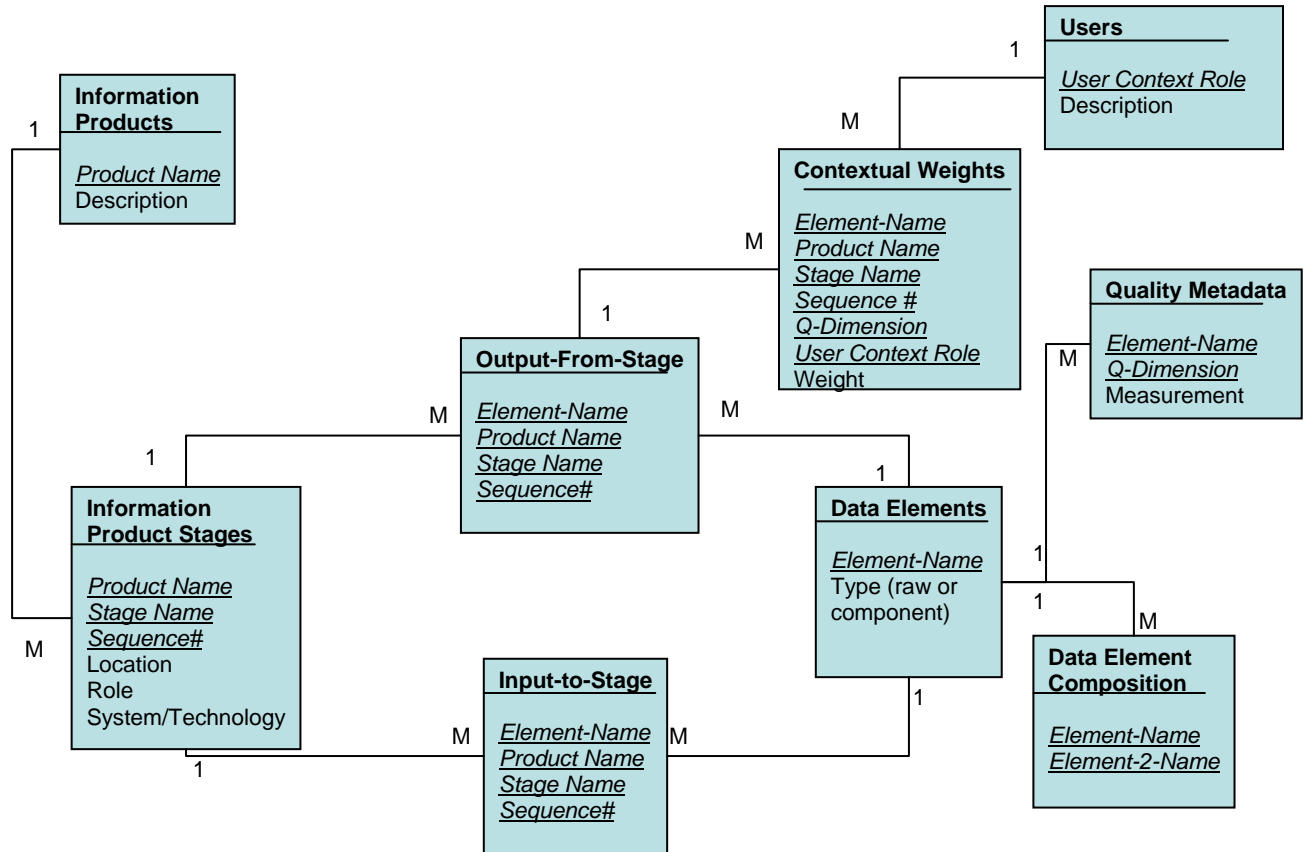 Users
User Context Role
Description
1
Information
Products
Product Name
Description
1
M
Contextual Weights
Element-Name
Product Name
Stage Name
Sequence #
Q-Dimension
User Context Role
Weight
M
1
Quality Metadata
Element-Name
Q-Dimension
Measurement
M
Output-From-Stage
Element-Name
Product Name
Stage Name
Sequence#
M
M
1
1
Information
Product Stages
Product Name
Stage Name
Sequence#
Location
Role
System/Technology
M
1
Data Elements
Element-Name
Type (raw or
component)
1
1
1
M
Data Element
Composition
Element-Name
Element-2-Name
Input-to-Stage
Element-Name
Product Name
Stage Name
Sequence#
M
M